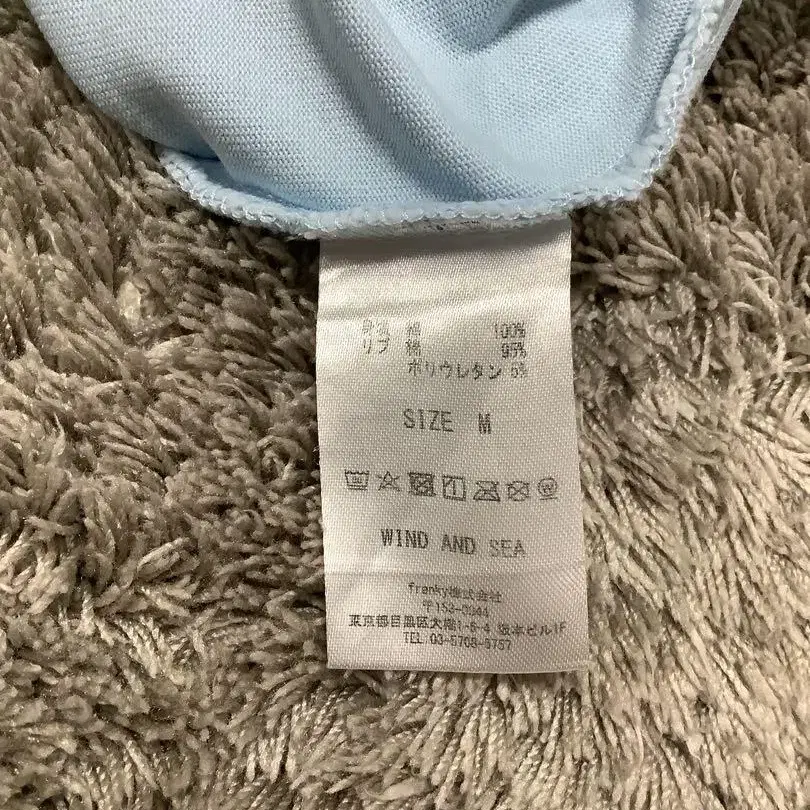 身頃 綿 100%
リブ 綿 95%
ポリウレタン 5%
SIZE M
WIND AND SEA
franky株式会社
〒153-0044
東京都目黒区大橋1-6-4 坂本ビル1F
TEL 03-5708-5757